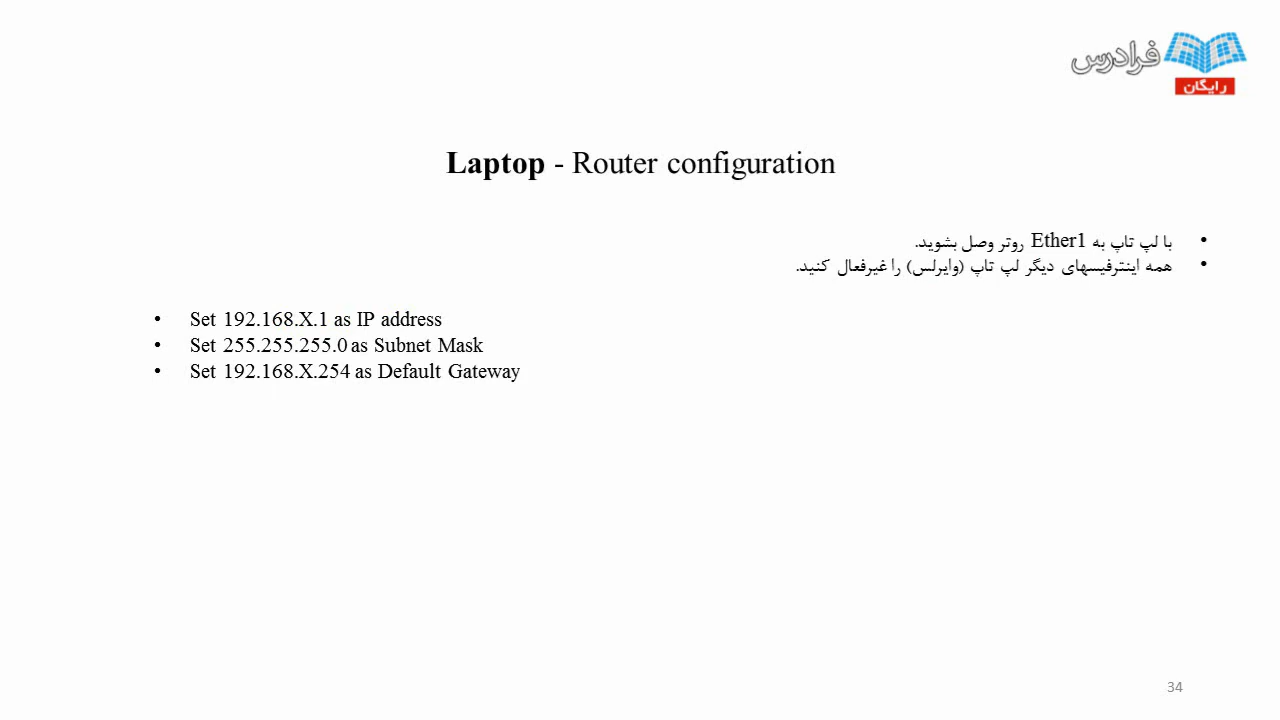 فرادرس
رایگان
Laptop - Router configuration
• با لپ تاپ به Ether1 روتر وصل بشوید.
• همه اینترفیسهای دیگر لپ تاپ (وایرلس) را غیرفعال کنید.
• Set 192.168.X.1 as IP address
• Set 255.255.255.0 as Subnet Mask
• Set 192.168.X.254 as Default Gateway
34